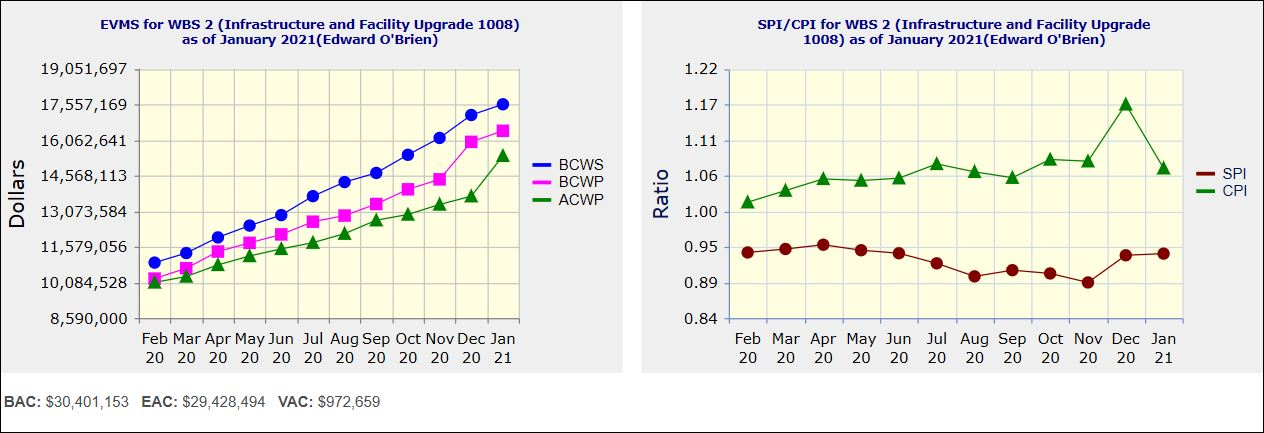 EVMS for WBS 2 (Infrastructure and Facility Upgrade 1008)
as of January 2021(Edward O'Brien)
19,051,697
17,557,169
16,062,641
14,568,113
13,073,584
11,579,056
10,084,528
8,590,000
Dollars
Feb Mar Apr May Jun Jul Aug Sep Oct Nov Dec Jan
20 20 20 20 20 20 20 20 20 20 20 21
BCWS
BCWP
ACWP
SPI/CPI for WBS 2 (Infrastructure and Facility Upgrade
1008) as of January 2021(Edward O'Brien)
1.22
1.17
1.11
1.06
1.00
0.95
0.89
0.84
Ratio
Feb Mar Apr May Jun Jul Aug Sep Oct Nov Dec Jan
20 20 20 20 20 20 20 20 20 20 20 21
SPI
CPI
BAC: $30,401,153 EAC: $29,428,494 VAC: $972,659